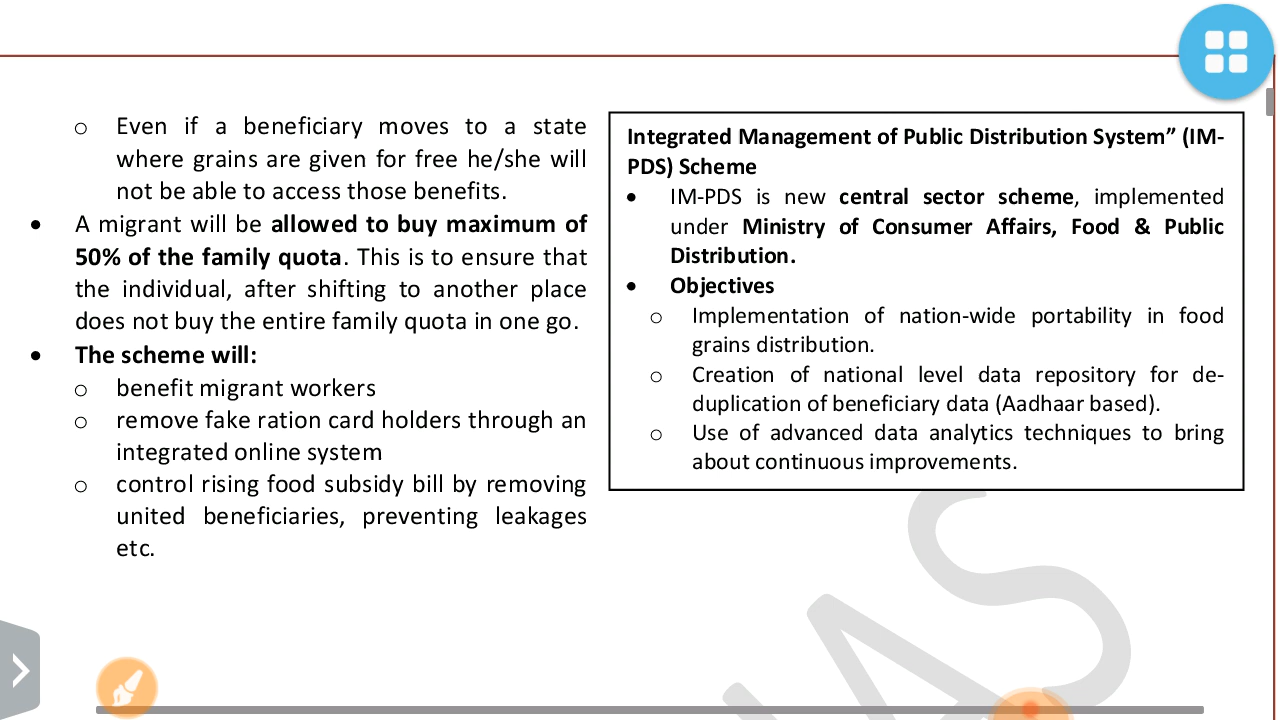 o Even if a beneficiary moves to a state
where grains are given for free he/she will
not be able to access those benefits.
• A migrant will be allowed to buy maximum of
50% of the family quota. This is to ensure that
the individual, after shifting to another place
does not buy the entire family quota in one go.
• The scheme will:
o benefit migrant workers
o remove fake ration card holders through an
integrated online system
o control rising food subsidy bill by removing
united beneficiaries, preventing leakages
etc.
Integrated Management of Public Distribution System” (IM-
PDS) Scheme
• IM-PDS is new central sector scheme, implemented
under Ministry of Consumer Affairs, Food & Public
Distribution.
• Objectives
o Implementation of nation-wide portability in food
grains distribution.
o Creation of national level data repository for de-
duplication of beneficiary data (Aadhaar based).
o Use of advanced data analytics techniques to bring
about continuous improvements.